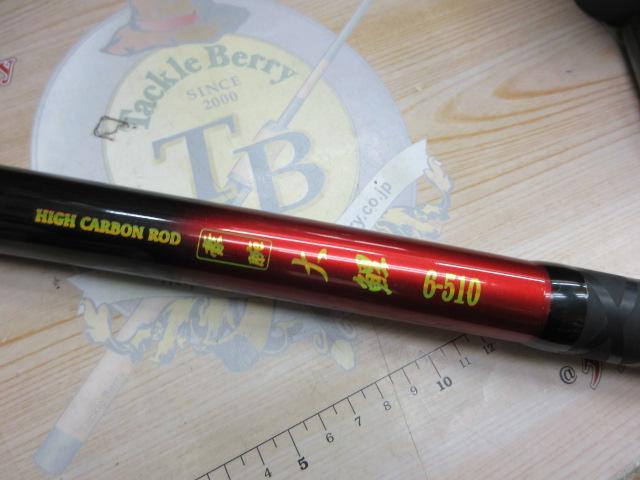 Tackle Berry
SINCE
2000
TB
y.co.jp
HIGH CARBON ROD
大鯉 6-510
5 6 7 8 9 10 11 12
@